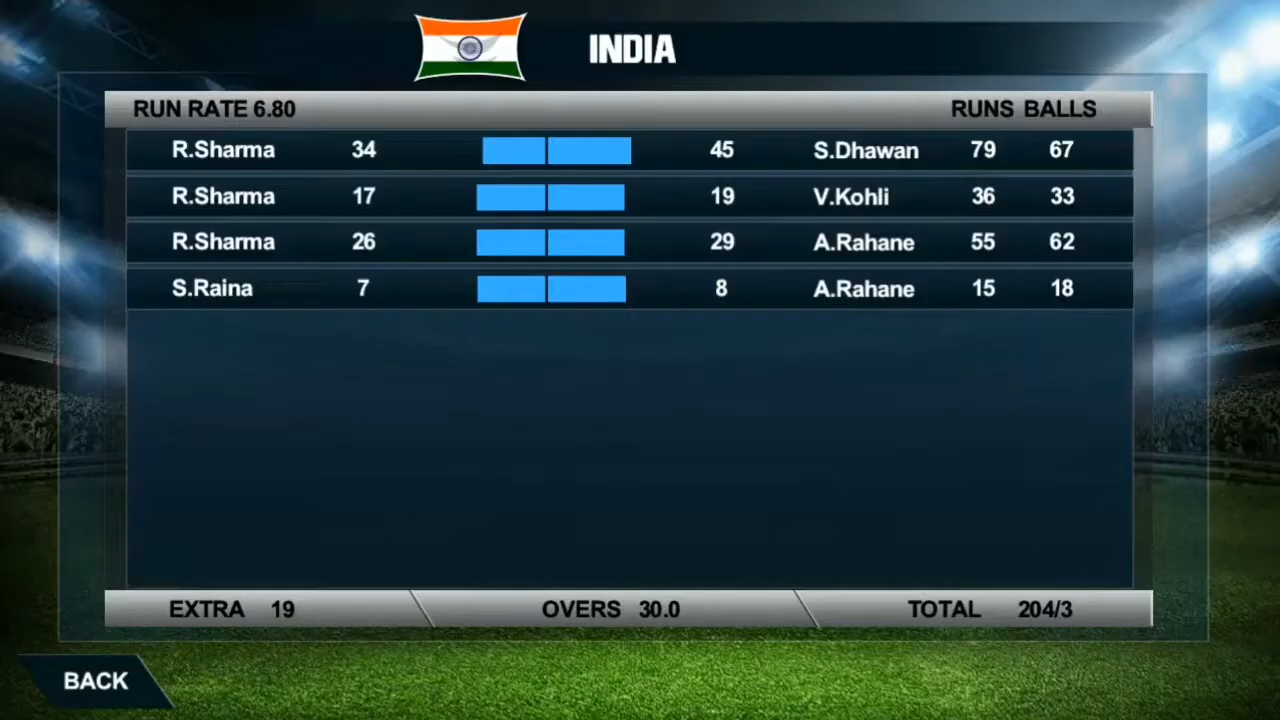 INDIA
RUN RATE 6.80 RUNS BALLS
R.Sharma 34 45 S.Dhawan 79 67
R.Sharma 17 19 V.Kohli 36 33
R.Sharma 26 29 A.Rahane 55 62
S.Raina 7 8 A.Rahane 15 18
EXTRA 19 OVERS 30.0 TOTAL 204/3
BACK